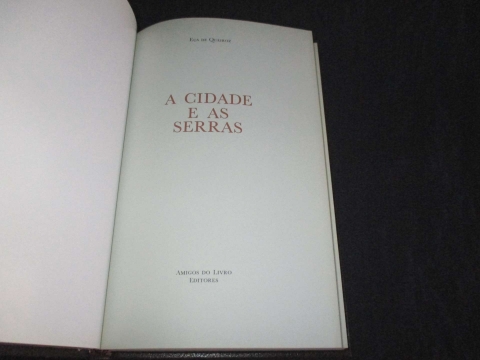 Eça de Queiroz
A CIDADE
E AS
SERRAS
Amigos do Livro
Editores